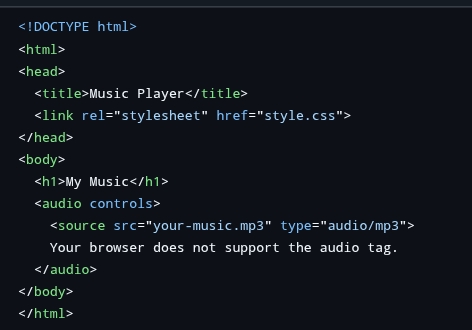 <!DOCTYPE html>
<html>
<head>
  <title>Music Player</title>
  <link rel="stylesheet" href="style.css">
</head>
<body>
  <h1>My Music</h1>
  <audio controls>
    <source src="your-music.mp3" type="audio/mp3">
    Your browser does not support the audio tag.
  </audio>
</body>
</html>